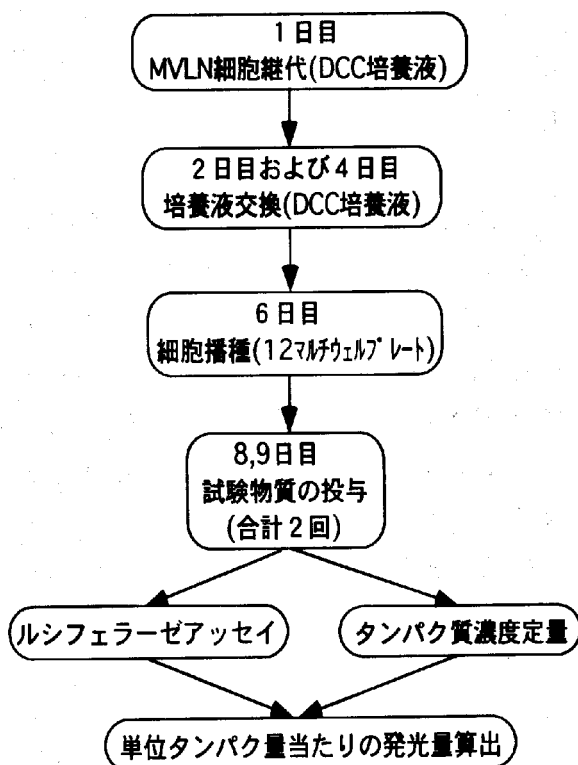 1日目
MVLN細胞継代(DCC培養液)
2日目および4日目
培養液交換(DCC培養液)
6日目
細胞播種(12ﾏﾙﾁｳｪﾙﾌﾟﾚｰﾄ)
8,9日目
試験物質の投与
(合計2回)
ルシフェラーゼアッセイ
タンパク質濃度定量
単位タンパク量当たりの発光量算出